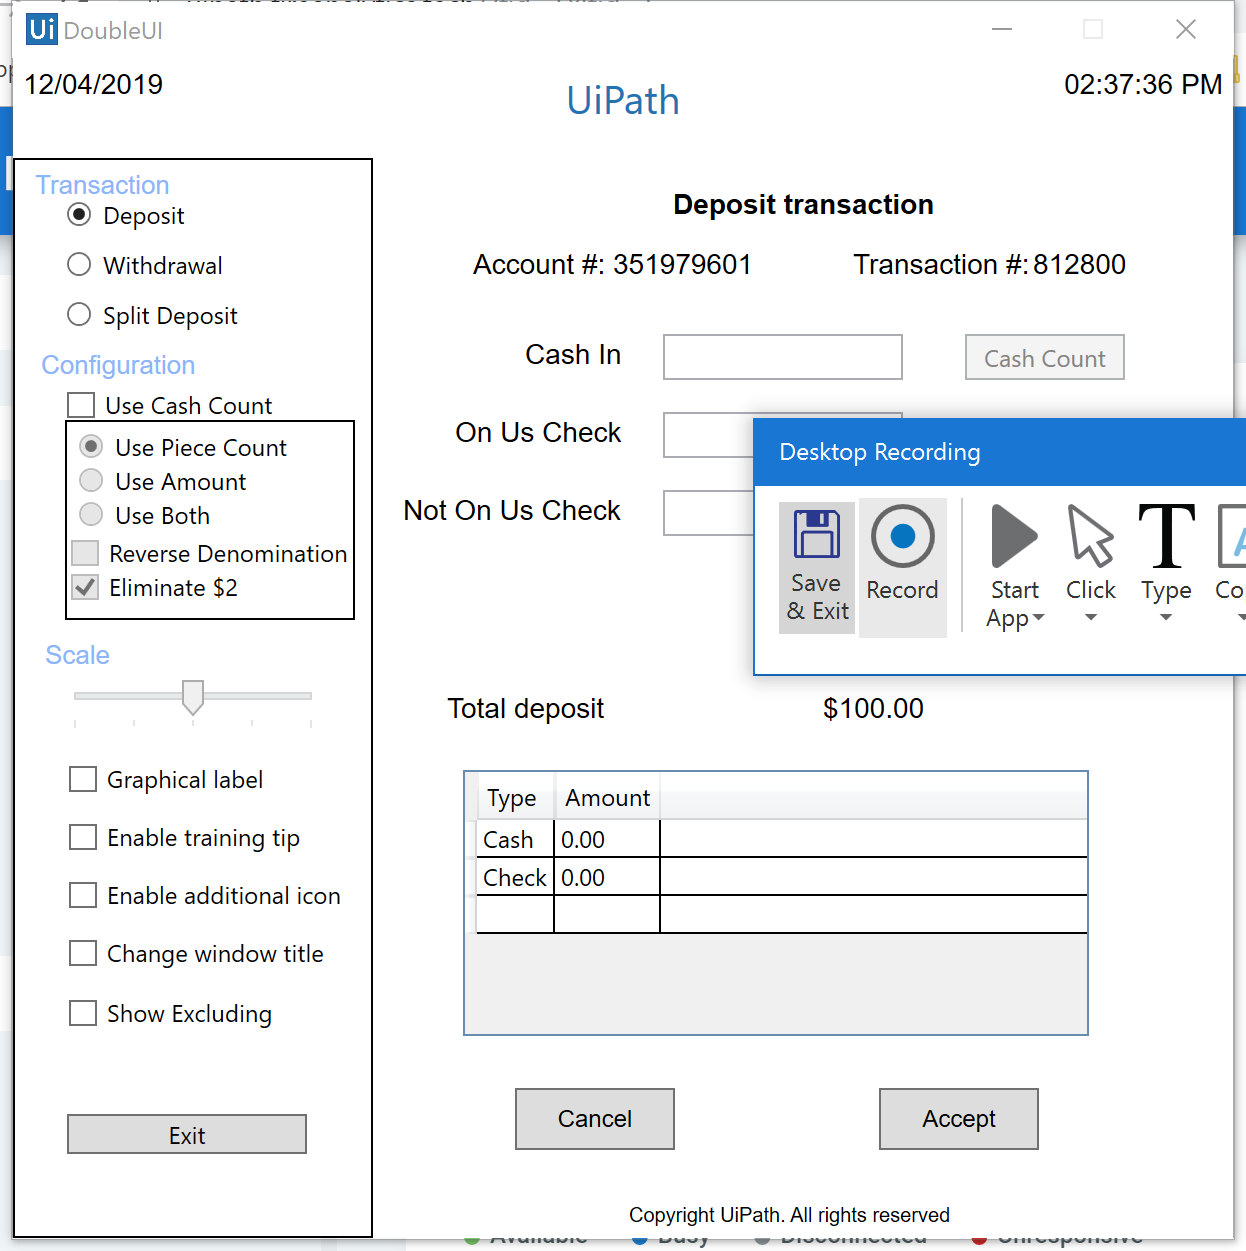 Ui DoubleUI
12/04/2019
UiPath
02:37:36 PM
Transaction
Deposit
Withdrawal
Split Deposit
Configuration
Use Cash Count
Use Piece Count
Use Amount
Use Both
Reverse Denomination
Eliminate $2
Scale
Graphical label
Enable training tip
Enable additional icon
Change window title
Show Excluding
Exit
Deposit transaction
Account #: 351979601
Transaction #: 812800
Cash In
Cash Count
On Us Check
Not On Us Check
Desktop Recording
Save & Exit
Record
Start App
Click
Type
Co
Total deposit
$100.00
Type Amount
Cash 0.00
Check 0.00
Cancel
Accept
Copyright UiPath. All rights reserved
Available Busy Disconnected Unresponsive